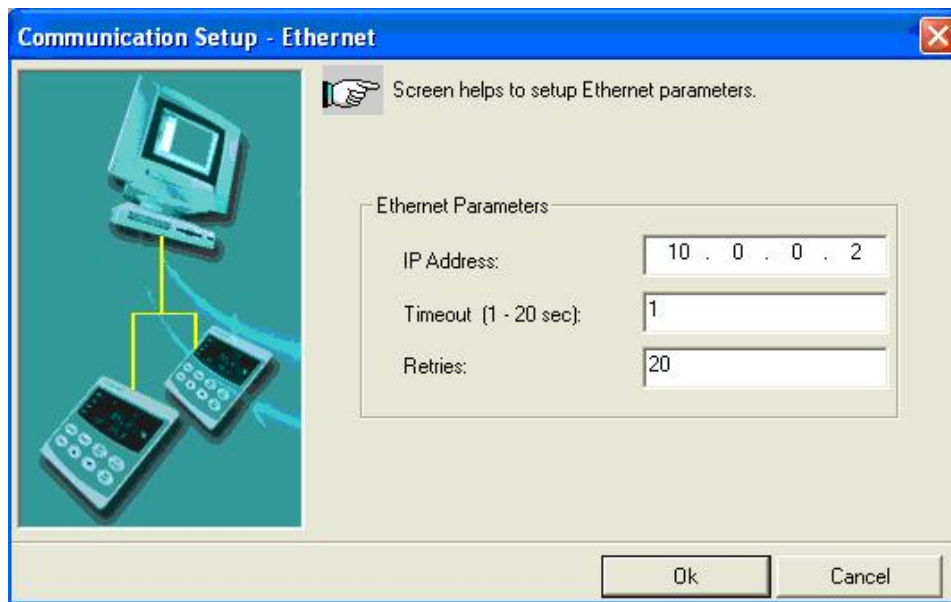 Communication Setup - Ethernet
Screen helps to setup Ethernet parameters.
Ethernet Parameters
IP Address: 10 . 0 . 0 . 2
Timeout (1 - 20 sec): 1
Retries: 20
Ok Cancel